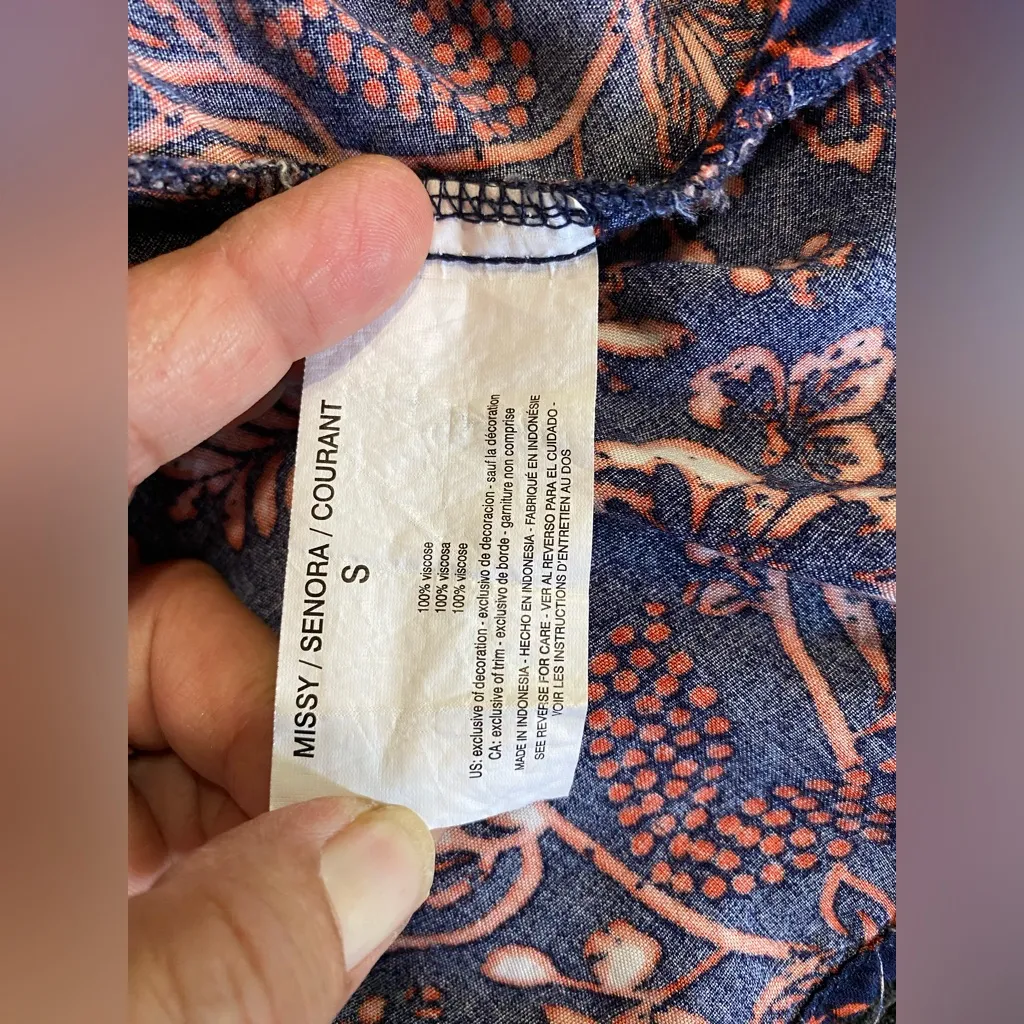 MISSY / SENORA / COURANT
S
100% viscose
100% viscosa
100% viscose
US: exclusive of decoration - exclusivo de decoracion - sauf la décoration
CA: exclusive of trim - exclusivo de borde - garniture non comprise
MADE IN INDONESIA - HECHO EN INDONESIA - FABRIQUÉ EN INDONÉSIE
SEE REVERSE FOR CARE - VER AL REVERSO PARA EL CUIDADO -
VOIR LES INSTRUCTIONS D'ENTRETIEN AU DOS